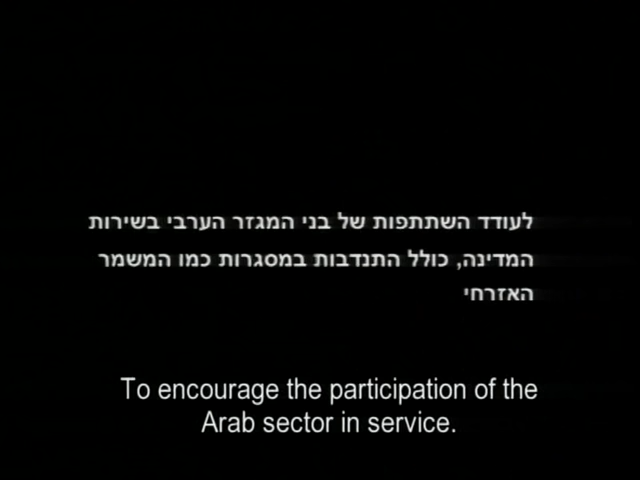 לעודד השתתפות של בני המגזר הערבי בשירות
המדינה, כולל התנדבות במסגרות כמו המשמר
האזרחי
To encourage the participation of the
Arab sector in service.